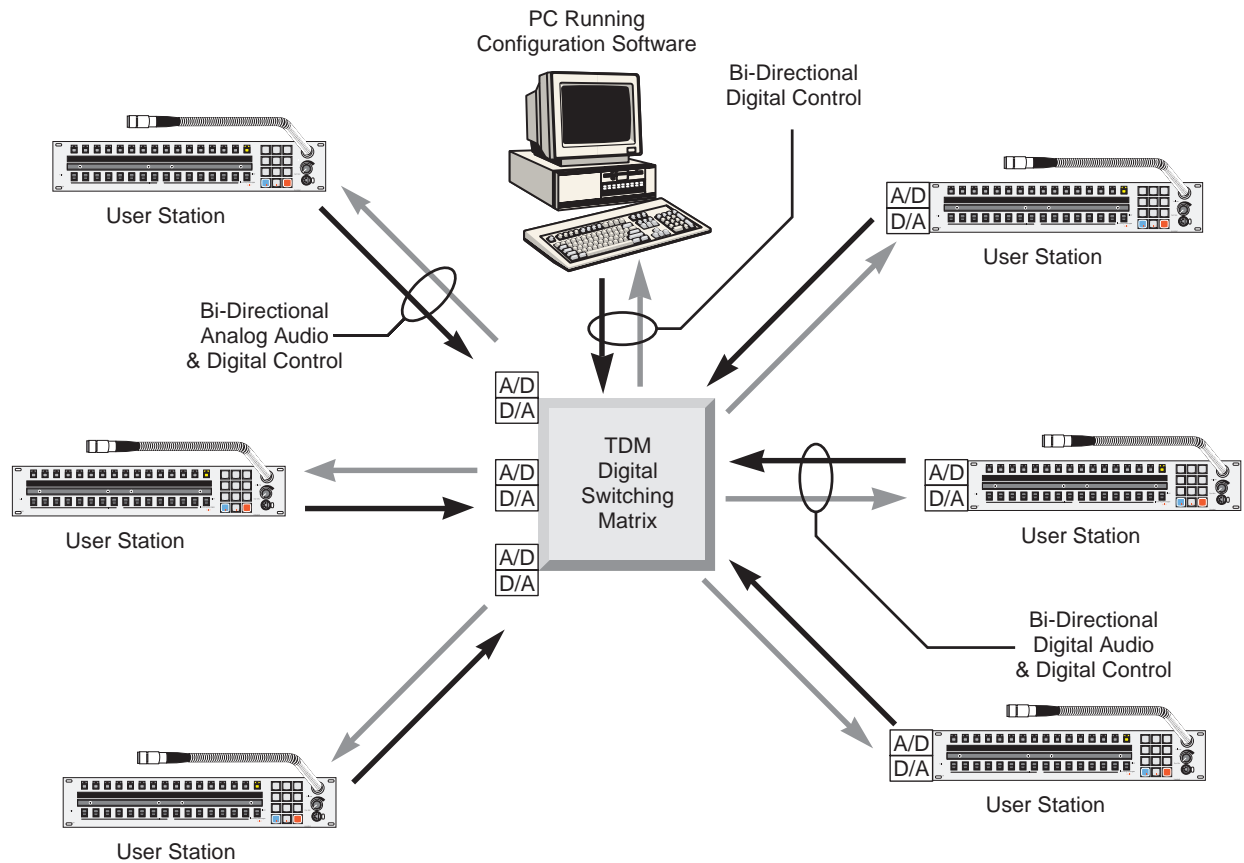 PC Running
Configuration Software
Bi-Directional
Digital Control
User Station
A/D
D/A
User Station
Bi-Directional
Analog Audio
& Digital Control
A/D
D/A
TDM
Digital
Switching
Matrix
A/D
D/A
User Station
A/D
D/A
User Station
A/D
D/A
Bi-Directional
Digital Audio
& Digital Control
A/D
D/A
User Station
User Station